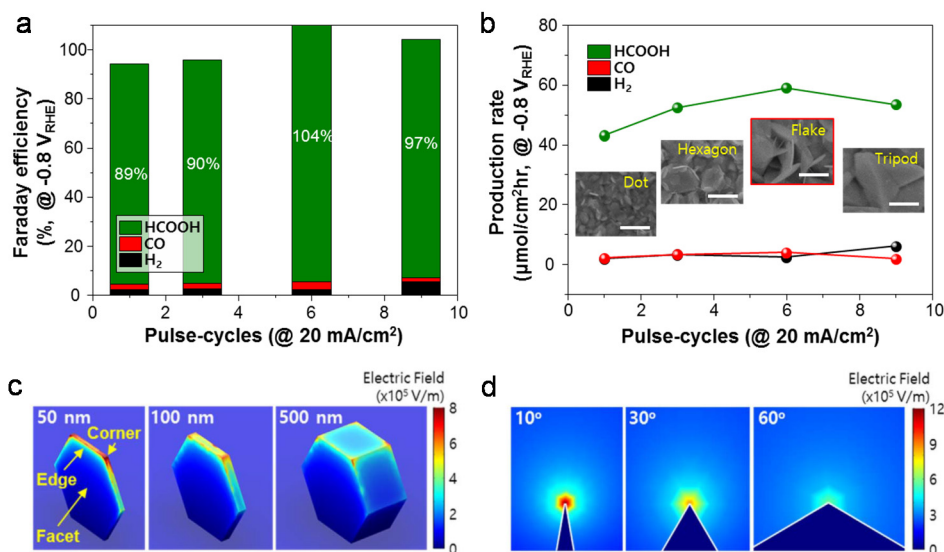 a
Faraday efficiency
(%, @ -0.8 V_RHE)
100
80
60
40
20
0
89%
90%
104%
97%
HCOOH
CO
H₂
0 2 4 6 8 10
Pulse-cycles (@ 20 mA/cm²)
b
Production rate
(μmol/cm²hr, @ -0.8 V_RHE)
80
60
40
20
0
HCOOH
CO
H₂
Dot
Hexagon
Flake
Tripod
0 2 4 6 8 10
Pulse-cycles (@ 20 mA/cm²)
c
Electric Field
(x10⁵ V/m)
50 nm
100 nm
500 nm
Corner
Edge
Facet
8
6
4
2
0
d
Electric Field
(x10⁵ V/m)
10°
30°
60°
12
9
6
3
0